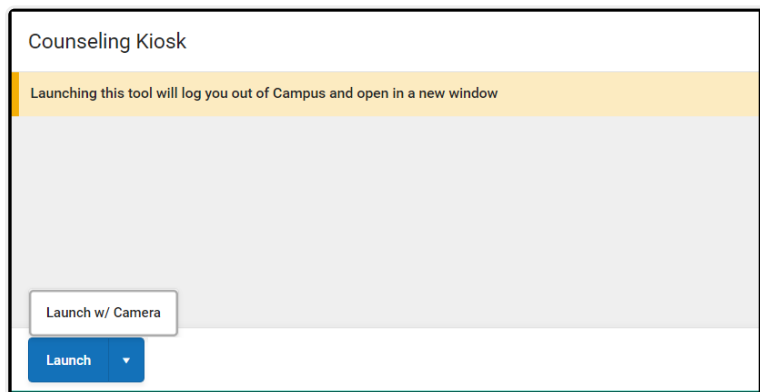 Counseling Kiosk
Launching this tool will log you out of Campus and open in a new window
Launch w/ Camera
Launch